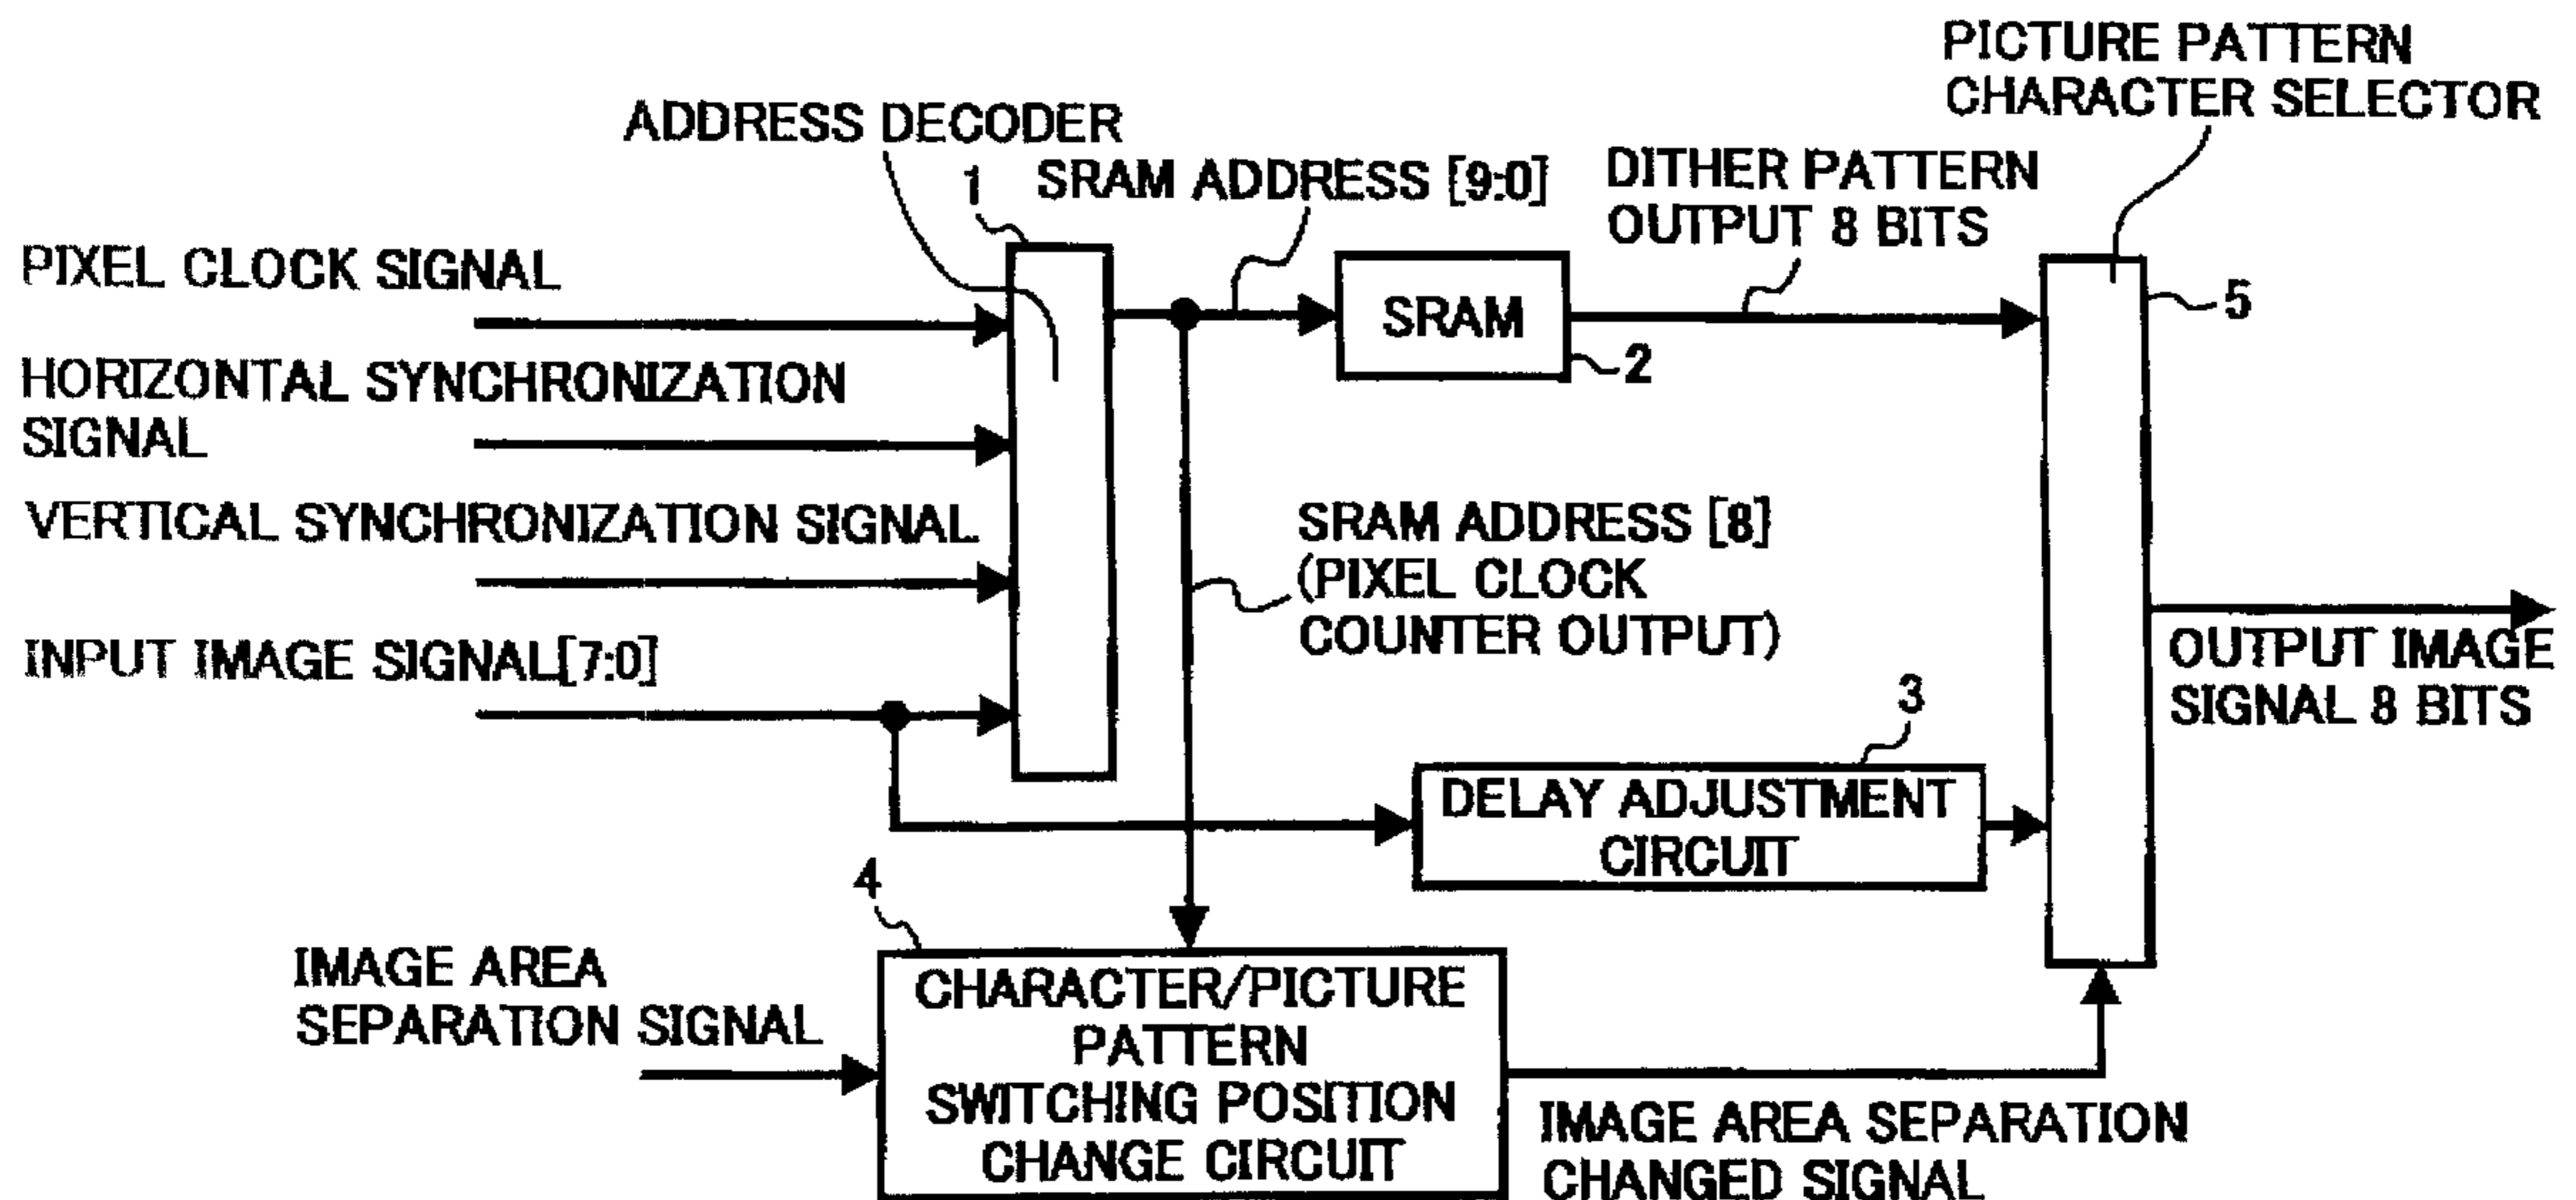 PICTURE PATTERN
CHARACTER SELECTOR
ADDRESS DECODER
1
SRAM ADDRESS [9:0]
DITHER PATTERN
OUTPUT 8 BITS
PIXEL CLOCK SIGNAL
SRAM
2
5
HORIZONTAL SYNCHRONIZATION
SIGNAL
VERTICAL SYNCHRONIZATION SIGNAL
SRAM ADDRESS [8]
(PIXEL CLOCK
COUNTER OUTPUT)
INPUT IMAGE SIGNAL[7:0]
OUTPUT IMAGE
SIGNAL 8 BITS
3
DELAY ADJUSTMENT
CIRCUIT
4
IMAGE AREA
SEPARATION SIGNAL
CHARACTER/PICTURE
PATTERN
SWITCHING POSITION
CHANGE CIRCUIT
IMAGE AREA SEPARATION
CHANGED SIGNAL